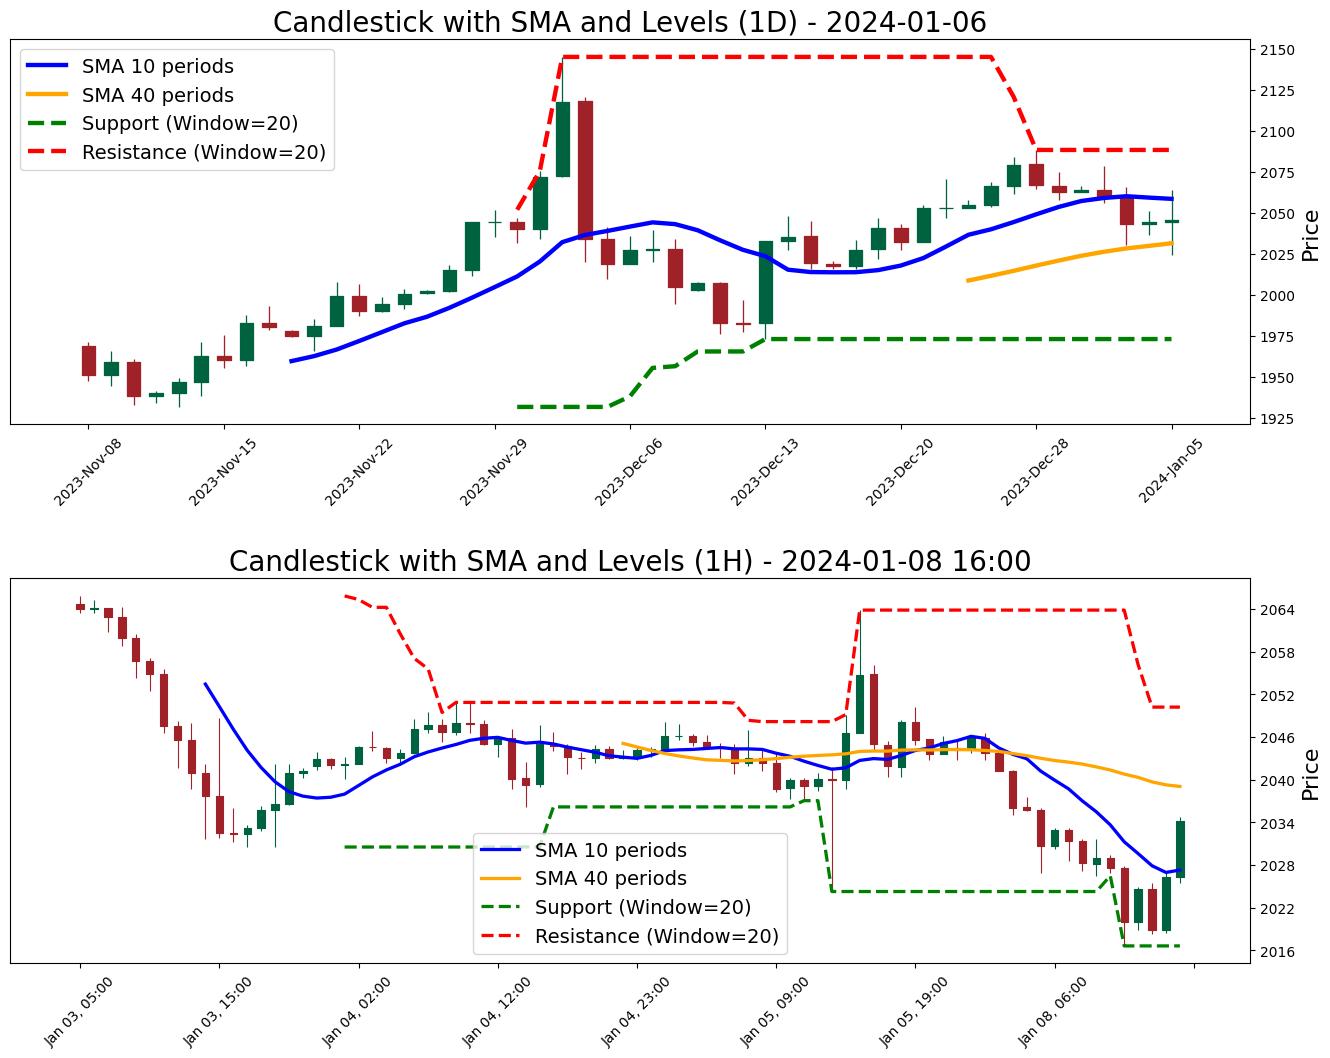 Candlestick with SMA and Levels (1D) - 2024-01-06
SMA 10 periods
SMA 40 periods
Support (Window=20)
Resistance (Window=20)
2150
2125
2100
2075
2050
2025
2000
1975
1950
1925
Price
2023-Nov-08
2023-Nov-15
2023-Nov-22
2023-Nov-29
2023-Dec-06
2023-Dec-13
2023-Dec-20
2023-Dec-28
2024-Jan-05
Candlestick with SMA and Levels (1H) - 2024-01-08 16:00
2064
2058
2052
2046
2040
2034
2028
2022
2016
Price
SMA 10 periods
SMA 40 periods
Support (Window=20)
Resistance (Window=20)
Jan 03, 05:00
Jan 03, 15:00
Jan 04, 02:00
Jan 04, 12:00
Jan 04, 23:00
Jan 05, 09:00
Jan 05, 19:00
Jan 08, 06:00